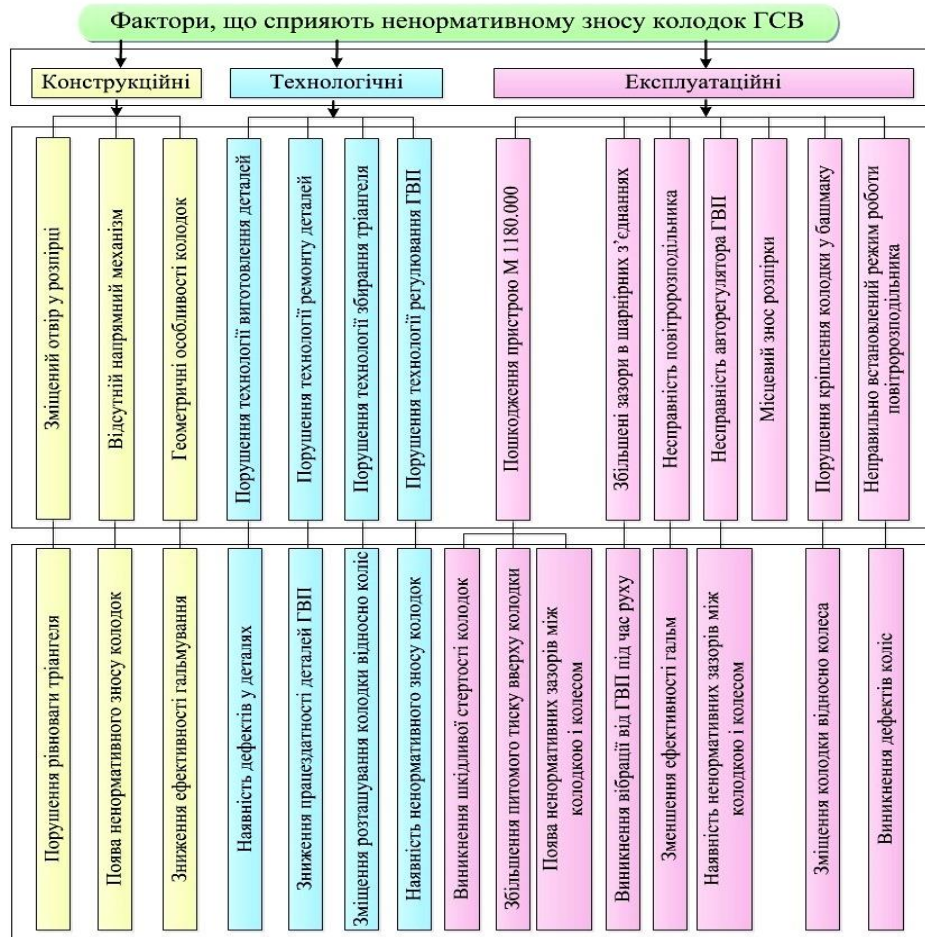 Фактори, що сприяють ненормативному зносу колодок ГСВ
Конструкційні
Технологічні
Експлуатаційні
Зміщений отвір у розпірці
Відсутній напрямний механізм
Геометричні особливості колодок
Порушення технології виготовлення деталей
Порушення технології ремонту деталей
Порушення технології збирання тріангеля
Порушення технології регулювання ГВП
Пошкодження пристрою М 1180.000
Збільшені зазори в шарнірних з’єднаннях
Несправність повітророзподільника
Несправність авторегулятора ГВП
Місцевий знос розпірки
Порушення кріплення колодки у башмаку
Неправильно встановлений режим роботи
повітророзподільника
Порушення рівноваги тріангеля
Поява ненормативного зносу колодок
Зниження ефективності гальмування
Наявність дефектів у деталях
Зниження працездатності деталей ГВП
Зміщення розташування колодки відносно коліс
Наявність ненормативного зносу колодок
Виникнення шкідливої стертості колодок
Збільшення питомого тиску вверху колодки
Поява ненормативних зазорів між
колодкою і колесом
Виникнення вібрації від ГВП під час руху
Зменшення ефективності гальм
Наявність ненормативних зазорів між
колодкою і колесом
Зміщення колодки відносно колеса
Виникнення дефектів коліс